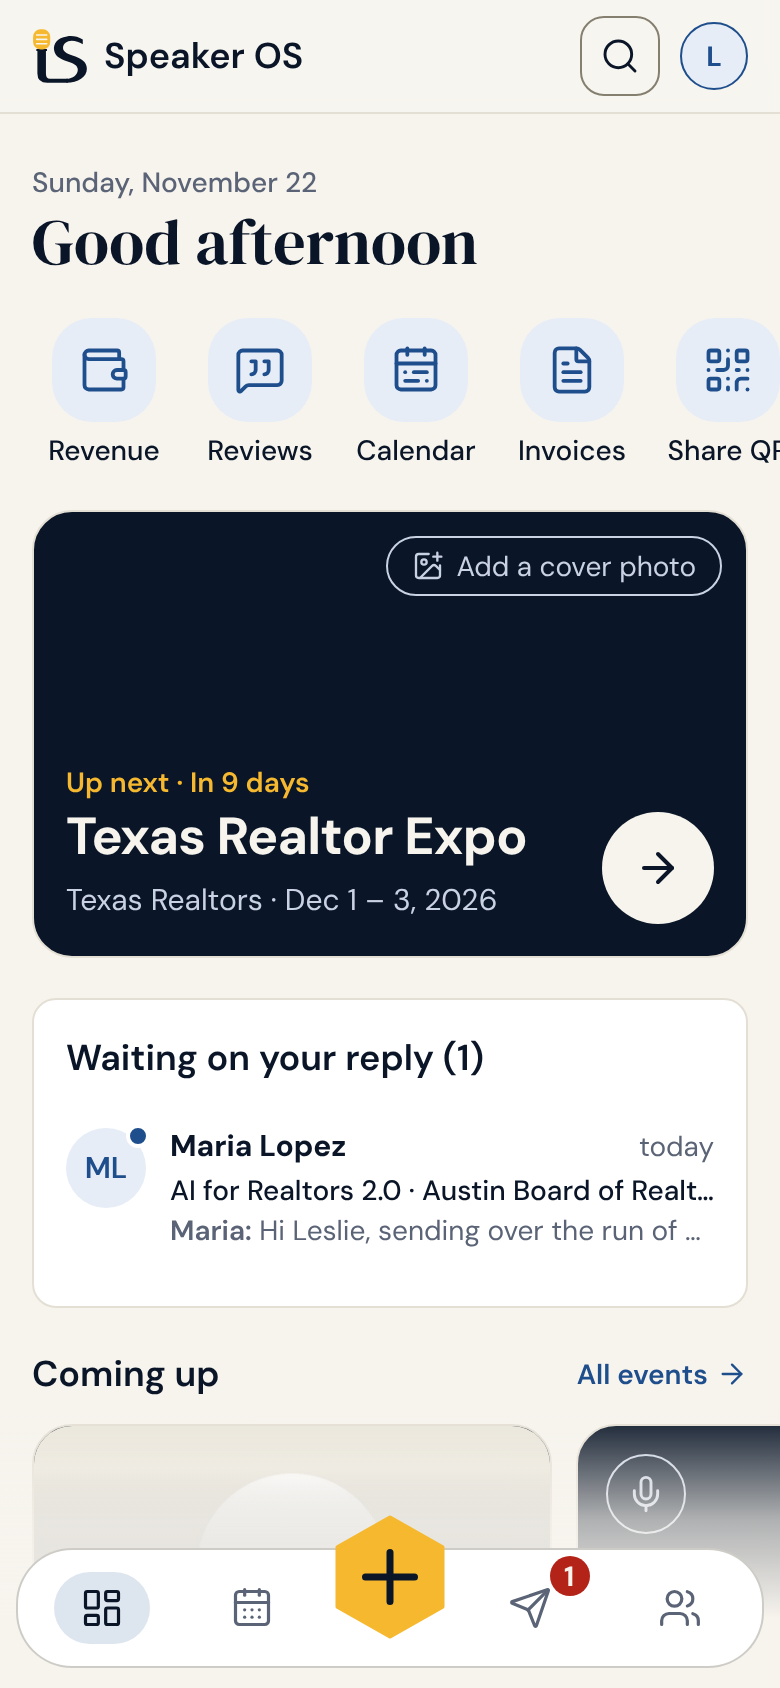 Speaker OS
L
Sunday, November 22
Good afternoon
Revenue
Reviews
Calendar
Invoices
Share QR
Add a cover photo
Up next · In 9 days
Texas Realtor Expo
Texas Realtors · Dec 1 – 3, 2026
Waiting on your reply (1)
ML
Maria Lopez
today
AI for Realtors 2.0 · Austin Board of Realt...
Maria: Hi Leslie, sending over the run of ...
Coming up
All events
1